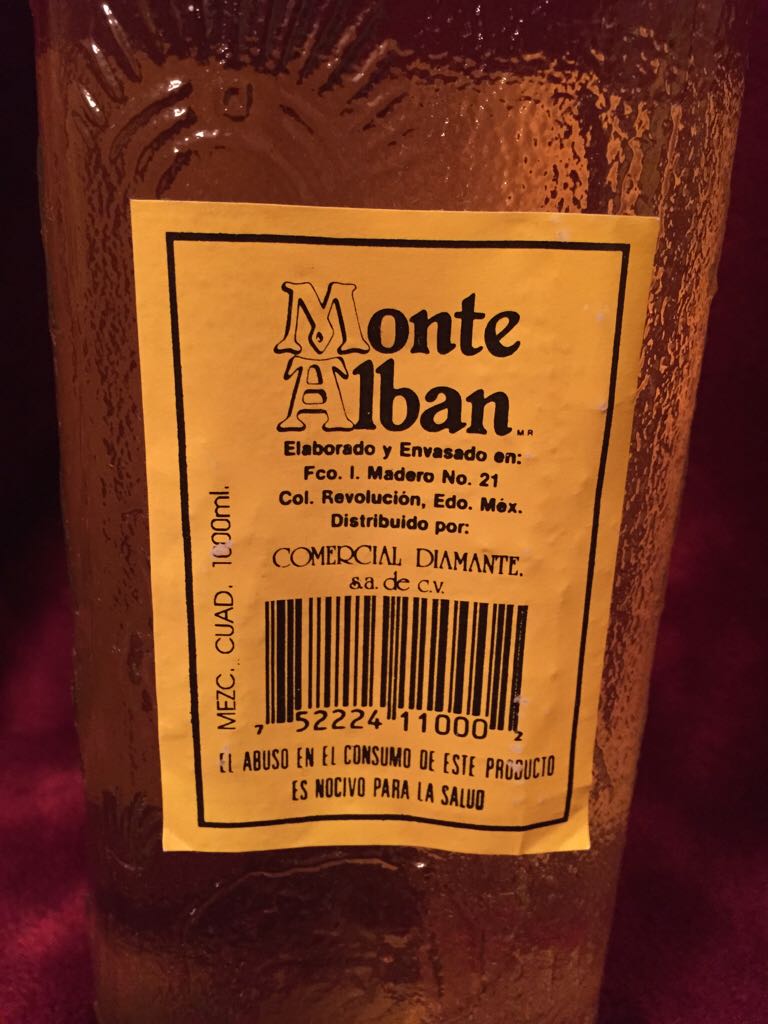 Monte
Alban MR
Elaborado y Envasado en:
Fco. I. Madero No. 21
Col. Revolución, Edo. Méx.
Distribuido por:
COMERCIAL DIAMANTE.
s.a. de c.v.
MEZC. CUAD. 1000ml.
7 52224 11000 2
EL ABUSO EN EL CONSUMO DE ESTE PRODUCTO
ES NOCIVO PARA LA SALUD